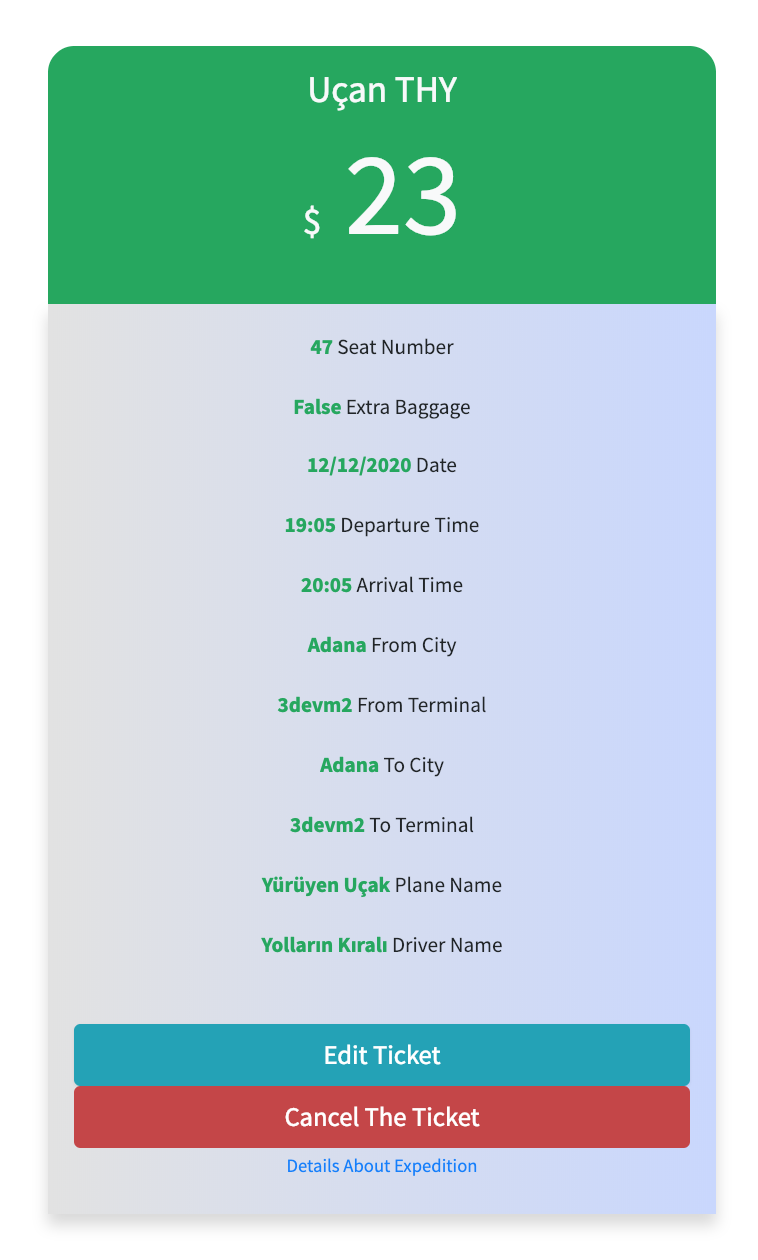 Uçan THY
$ 23
47 Seat Number
False Extra Baggage
12/12/2020 Date
19:05 Departure Time
20:05 Arrival Time
Adana From City
3devm2 From Terminal
Adana To City
3devm2 To Terminal
Yürüyen Uçak Plane Name
Yolların Kıralı Driver Name
Edit Ticket
Cancel The Ticket
Details About Expedition